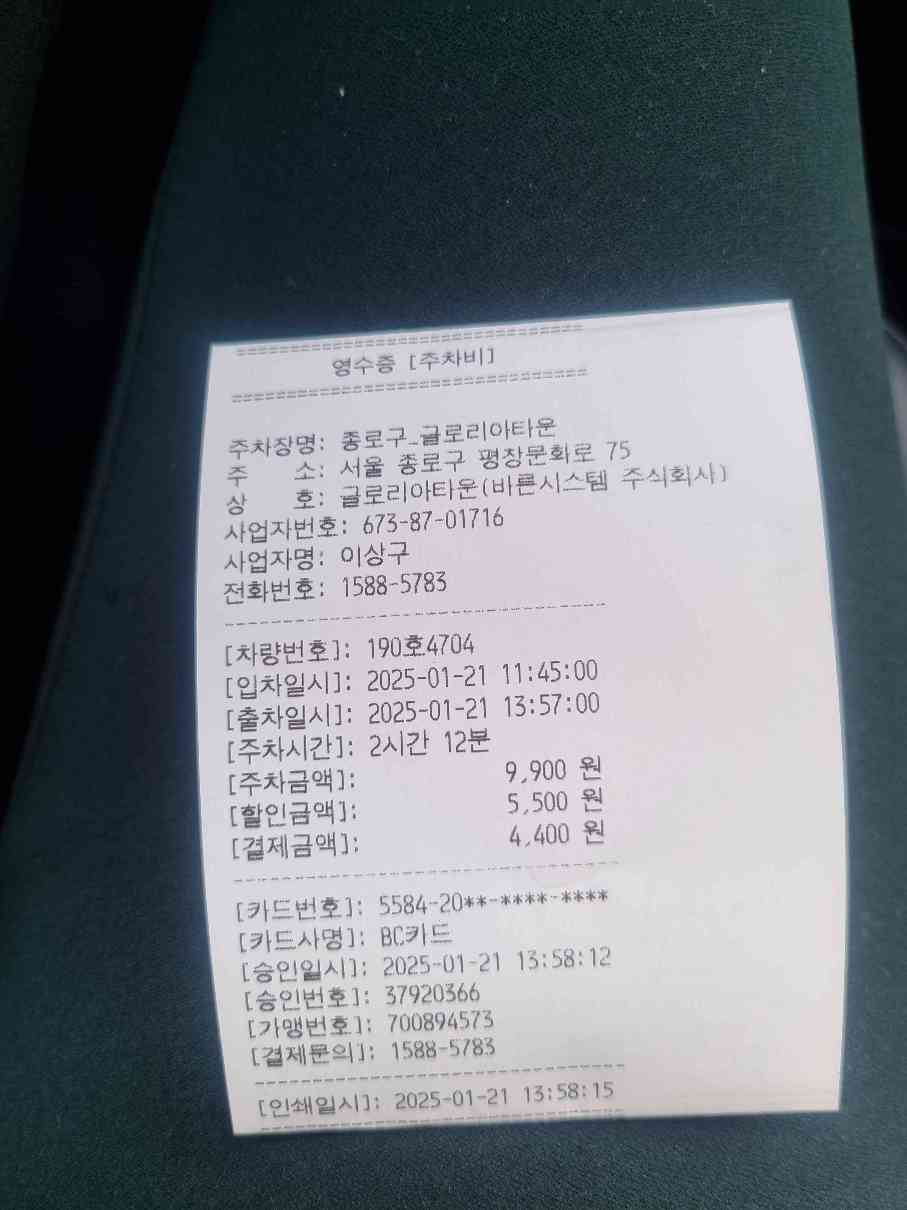 ==============================
영수증 [주차비]
==============================
주차장명: 종로구_글로리아타운
주 소: 서울 종로구 평창문화로 75
상 호: 글로리아타운(바른시스템 주식회사)
사업자번호: 673-87-01716
사업자명: 이상구
전화번호: 1588-5783
--------------------------------
[차량번호]: 190호4704
[입차일시]: 2025-01-21 11:45:00
[출차일시]: 2025-01-21 13:57:00
[주차시간]: 2시간 12분
[주차금액]: 9,900 원
[할인금액]: 5,500 원
[결제금액]: 4,400 원
--------------------------------
[카드번호]: 5584-20**-****-****
[카드사명]: BC카드
[승인일시]: 2025-01-21 13:58:12
[승인번호]: 37920366
[가맹번호]: 700894573
[결제문의]: 1588-5783
--------------------------------
[인쇄일시]: 2025-01-21 13:58:15
--------------------------------